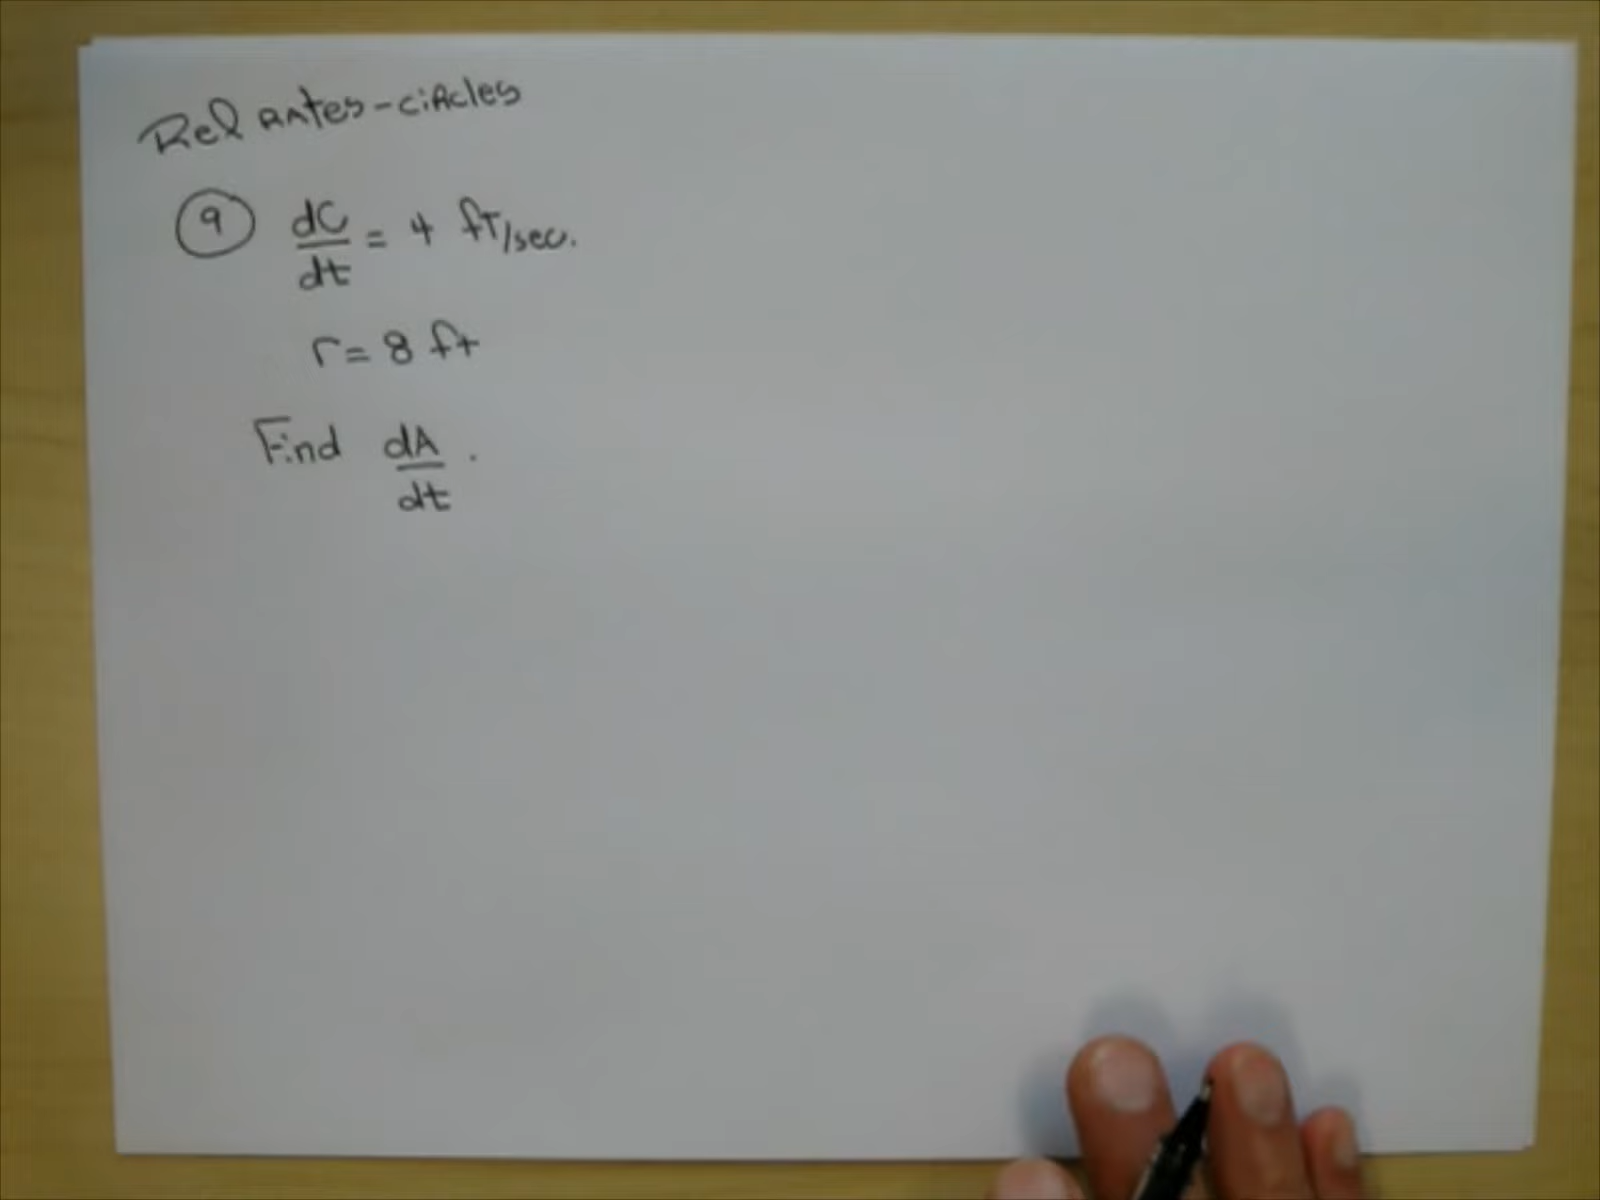 Rel Rates-circles
9 dC/dt = 4 ft/sec.
r = 8 ft
Find dA/dt.